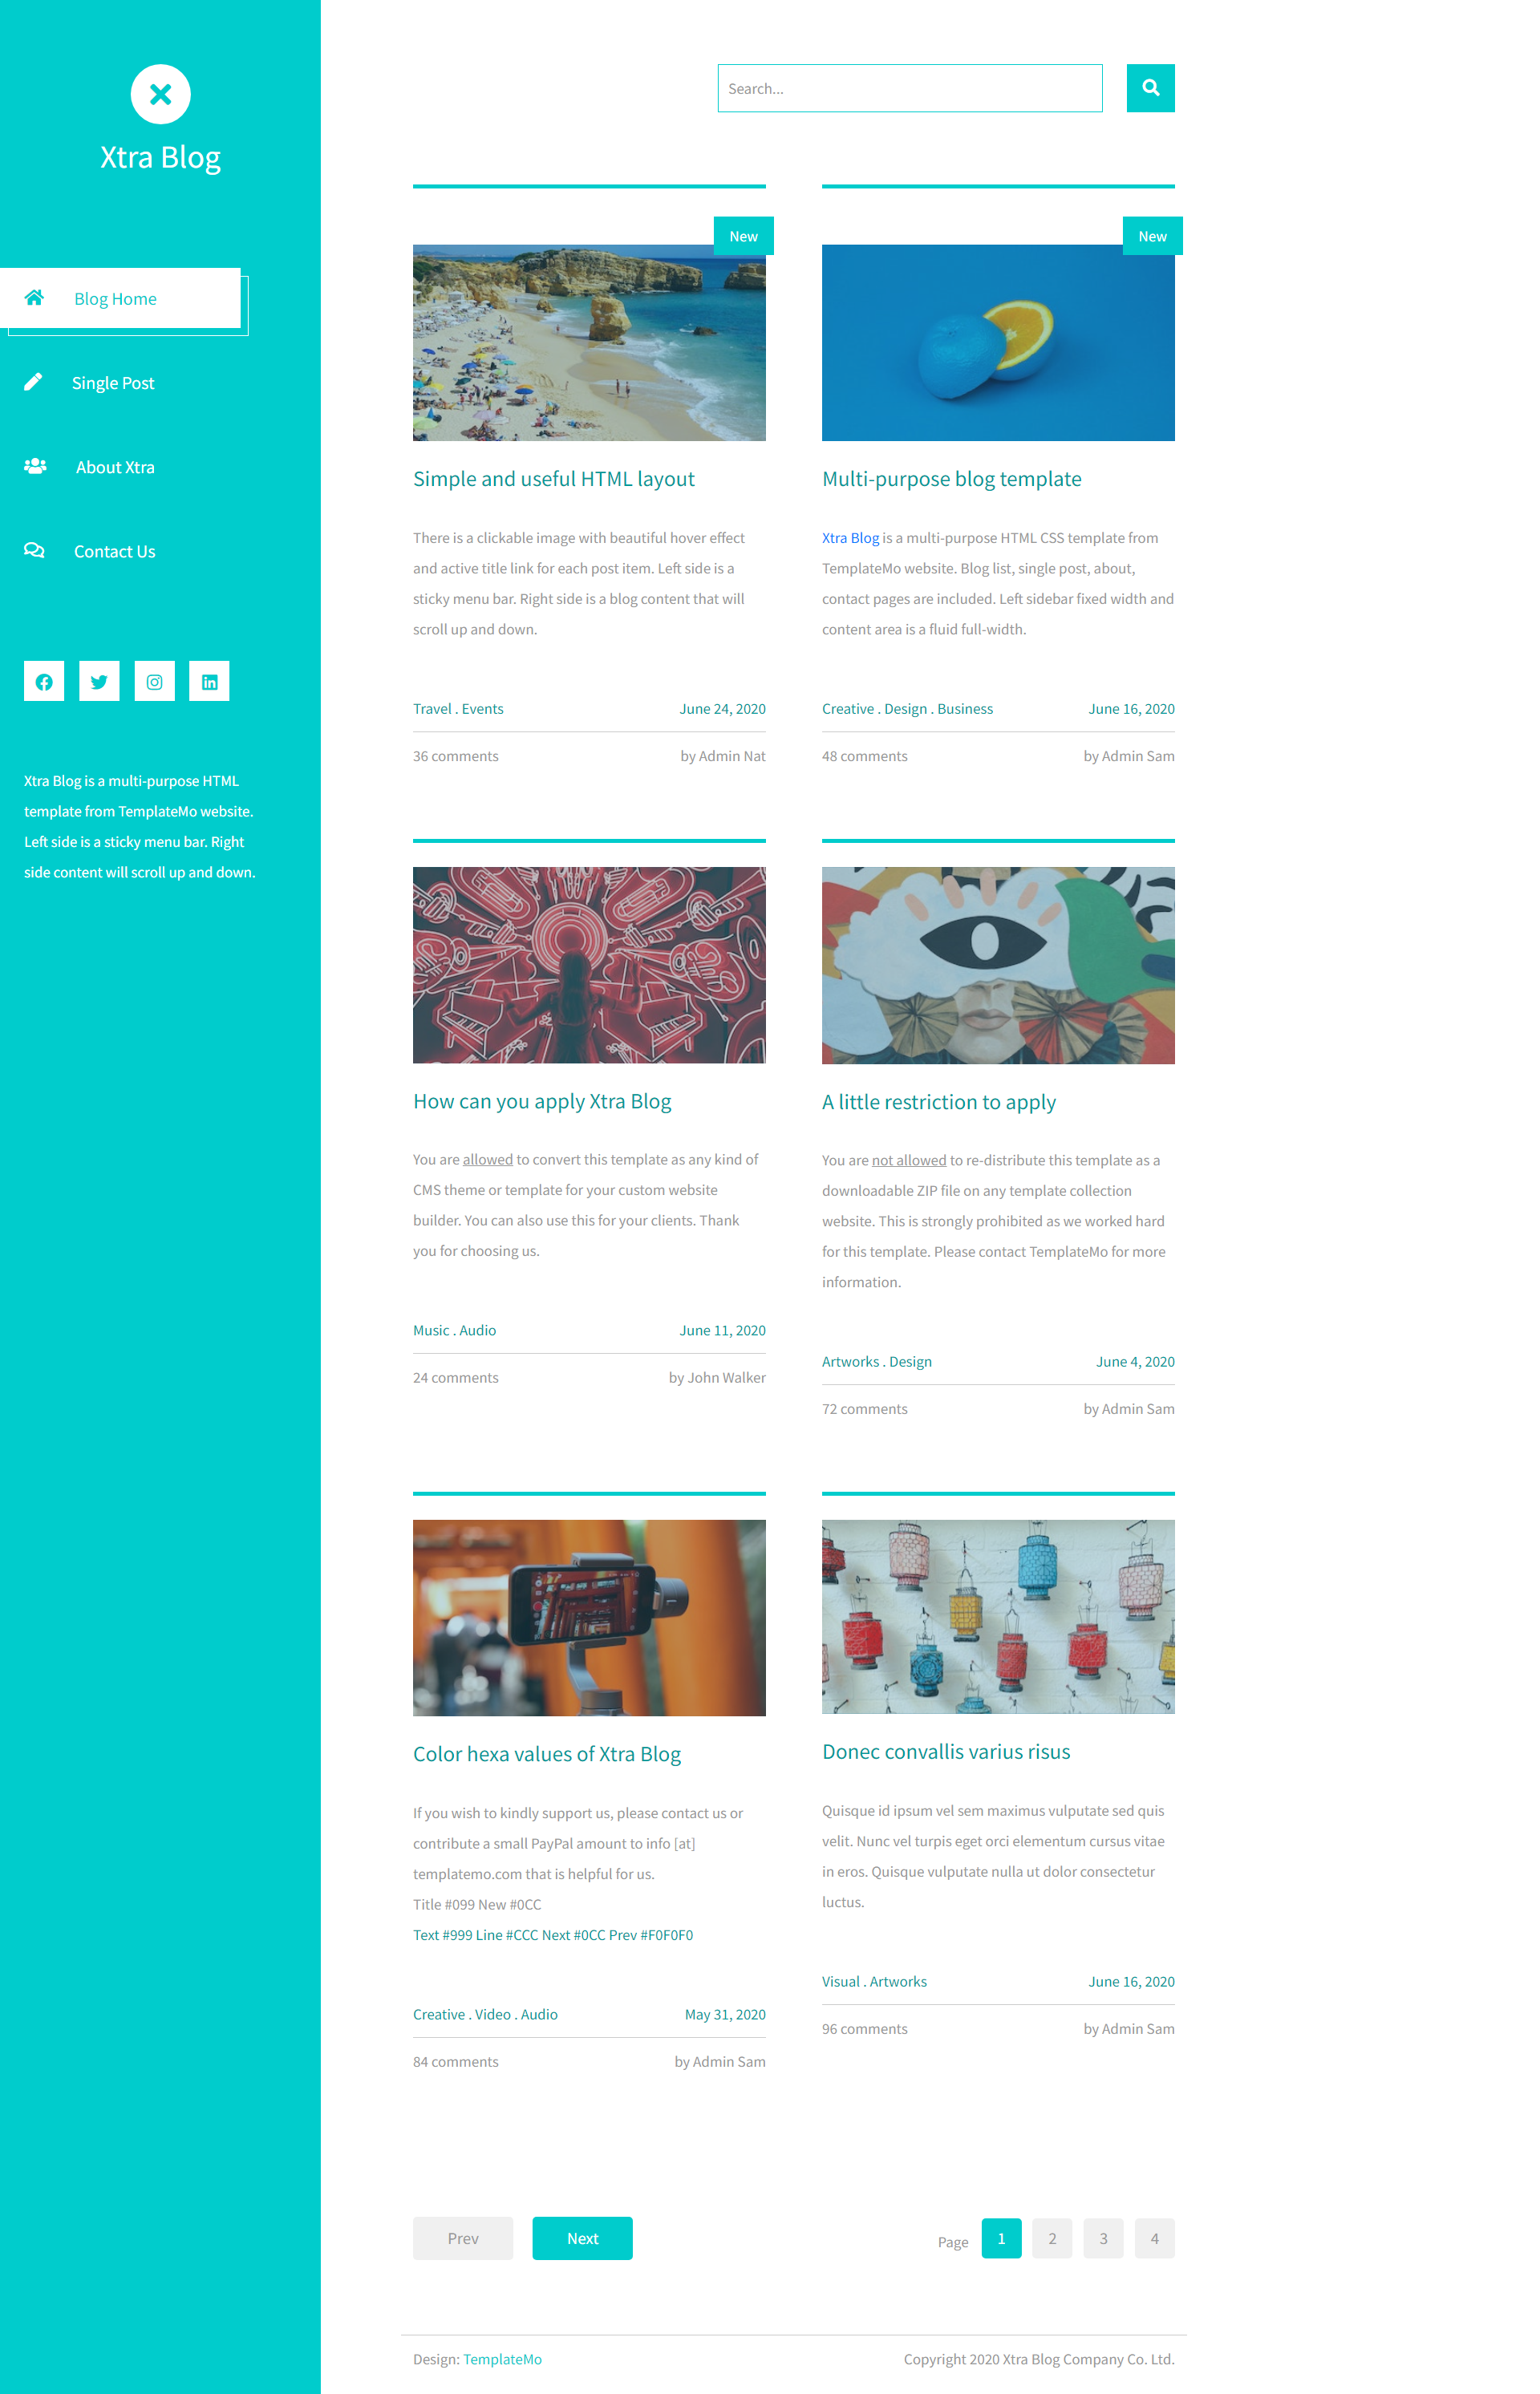 Xtra Blog
Blog Home
Single Post
About Xtra
Contact Us
Xtra Blog is a multi-purpose HTML
template from TemplateMo website.
Left side is a sticky menu bar. Right
side content will scroll up and down.
Search...
New
Simple and useful HTML layout
There is a clickable image with beautiful hover effect
and active title link for each post item. Left side is a
sticky menu bar. Right side is a blog content that will
scroll up and down.
Travel . Events June 24, 2020
36 comments by Admin Nat
New
Multi-purpose blog template
Xtra Blog is a multi-purpose HTML CSS template from
TemplateMo website. Blog list, single post, about,
contact pages are included. Left sidebar fixed width and
content area is a fluid full-width.
Creative . Design . Business June 16, 2020
48 comments by Admin Sam
How can you apply Xtra Blog
You are allowed to convert this template as any kind of
CMS theme or template for your custom website
builder. You can also use this for your clients. Thank
you for choosing us.
Music . Audio June 11, 2020
24 comments by John Walker
A little restriction to apply
You are not allowed to re-distribute this template as a
downloadable ZIP file on any template collection
website. This is strongly prohibited as we worked hard
for this template. Please contact TemplateMo for more
information.
Artworks . Design June 4, 2020
72 comments by Admin Sam
Color hexa values of Xtra Blog
If you wish to kindly support us, please contact us or
contribute a small PayPal amount to info [at]
templatemo.com that is helpful for us.
Title #099 New #0CC
Text #999 Line #CCC Next #0CC Prev #F0F0F0
Creative . Video . Audio May 31, 2020
84 comments by Admin Sam
Donec convallis varius risus
Quisque id ipsum vel sem maximus vulputate sed quis
velit. Nunc vel turpis eget orci elementum cursus vitae
in eros. Quisque vulputate nulla ut dolor consectetur
luctus.
Visual . Artworks June 16, 2020
96 comments by Admin Sam
Prev Next Page 1 2 3 4
Design: TemplateMo Copyright 2020 Xtra Blog Company Co. Ltd.